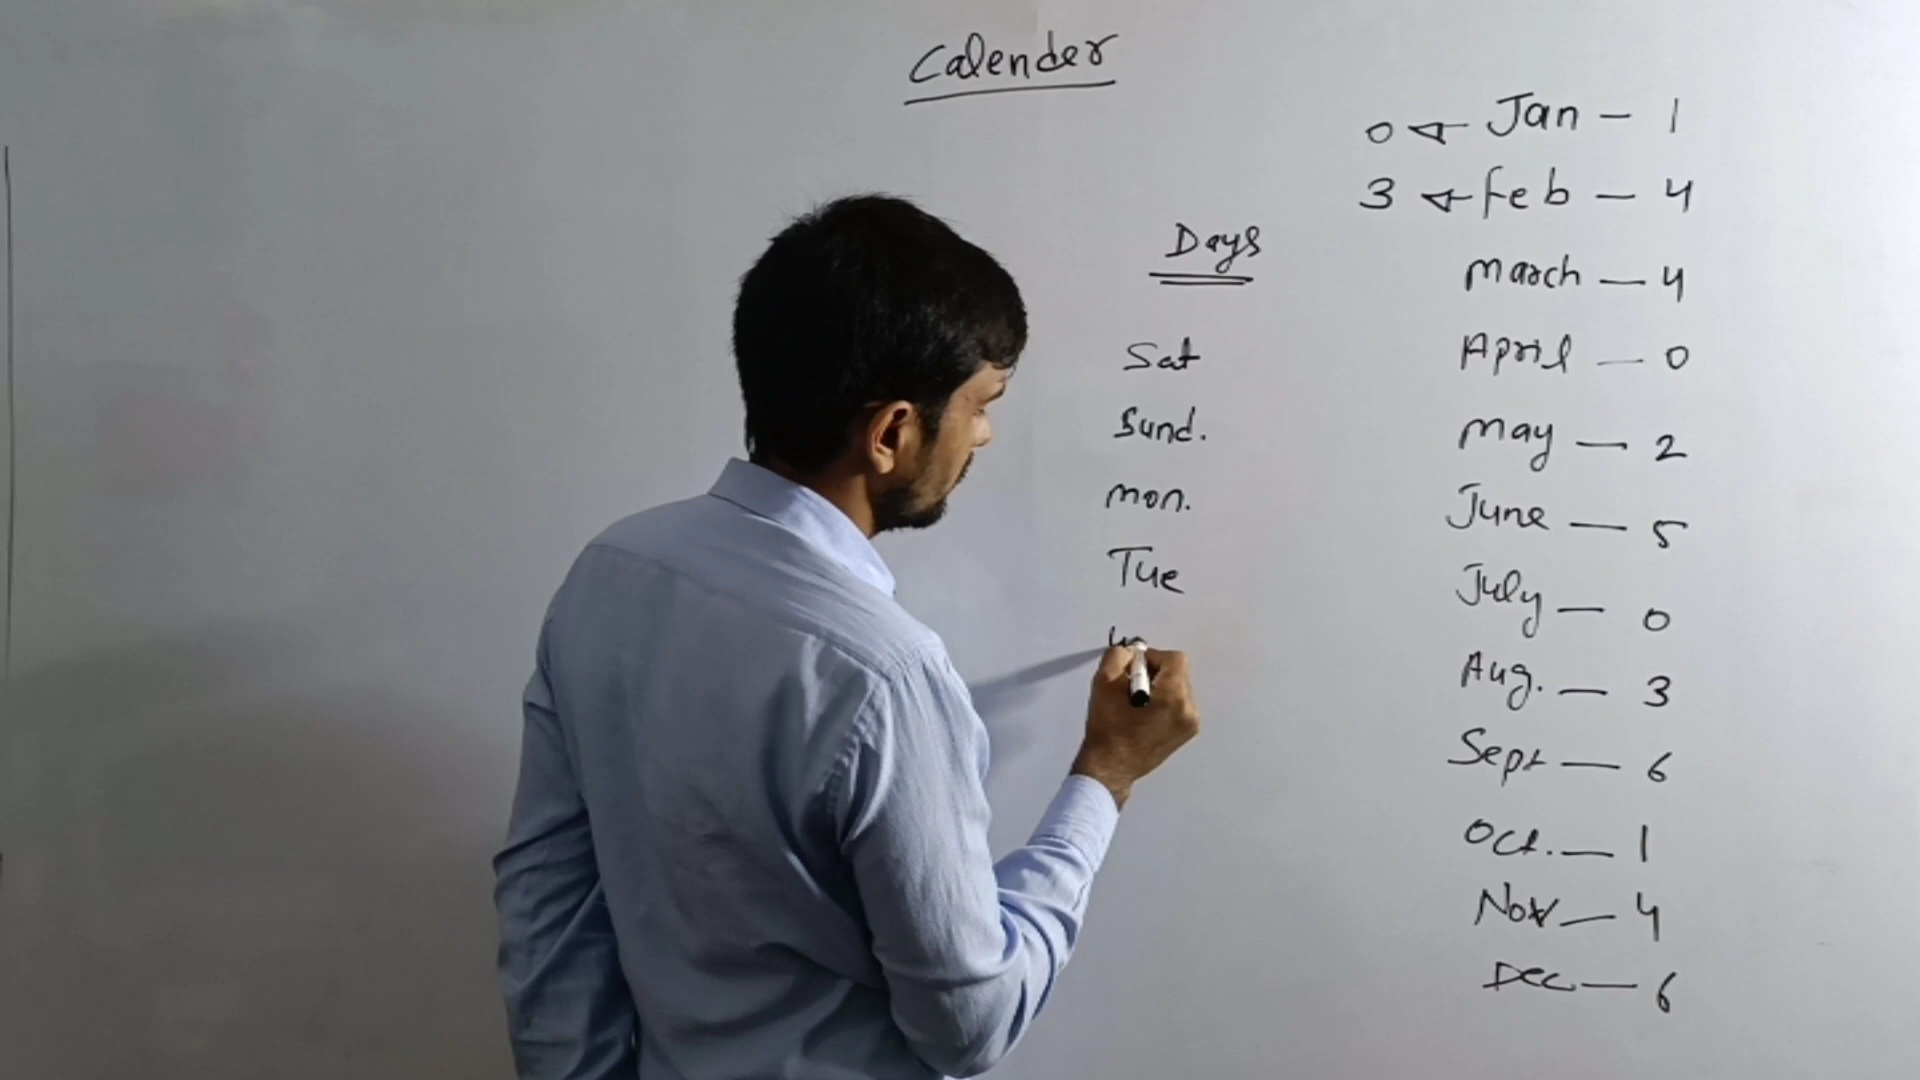 Calender
Days
Sat
Sund.
Mon.
Tue
0 ← Jan – 1
3 ← Feb – 4
March – 4
April – 0
May – 2
June – 5
July – 0
Aug. – 3
Sept – 6
Oct. – 1
Nov – 4
Dec – 6